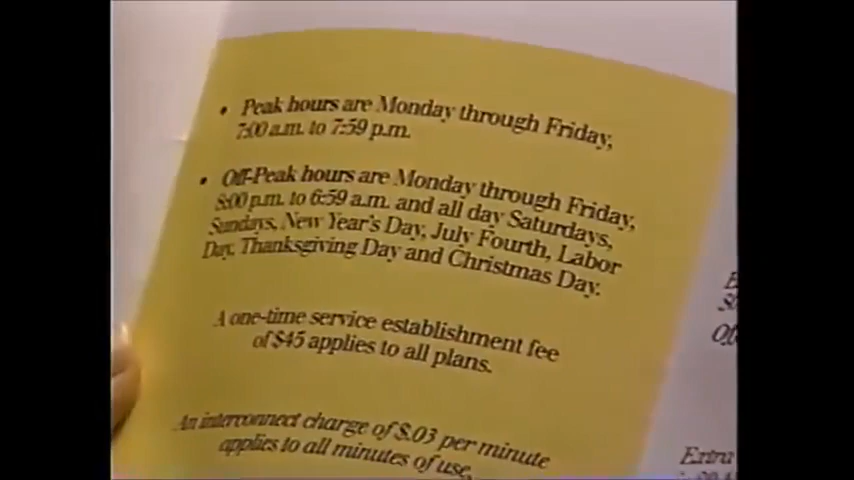 • Peak hours are Monday through Friday,
7:00 a.m. to 7:59 p.m.
• Off-Peak hours are Monday through Friday,
8:00 p.m. to 6:59 a.m. and all day Saturdays,
Sundays, New Year's Day, July Fourth, Labor
Day, Thanksgiving Day and Christmas Day.
A one-time service establishment fee
of $45 applies to all plans.
An interconnect charge of $.03 per minute
applies to all minutes of use.
Extra